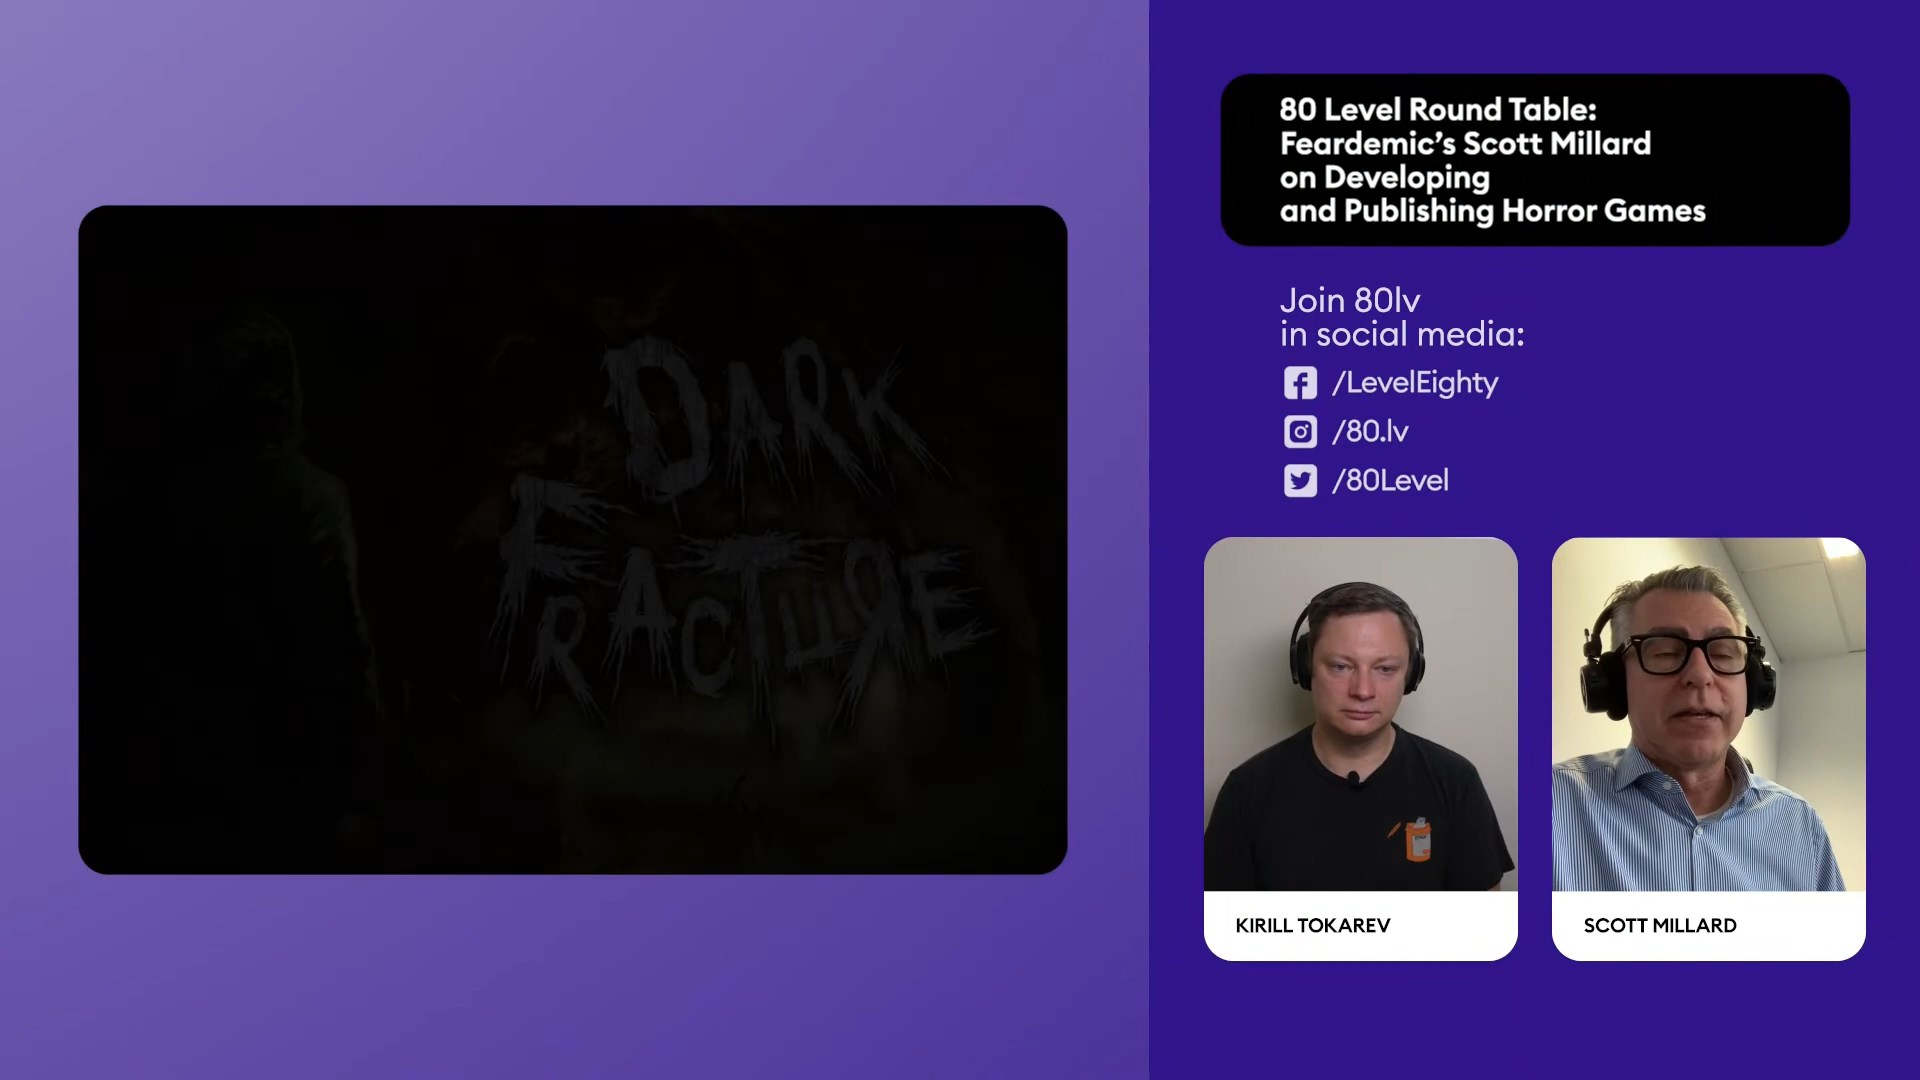 DARK
FRACTURE
80 Level Round Table:
Feardemic’s Scott Millard
on Developing
and Publishing Horror Games
Join 80lv
in social media:
/LevelEighty
/80.lv
/80Level
KIRILL TOKAREV
SCOTT MILLARD